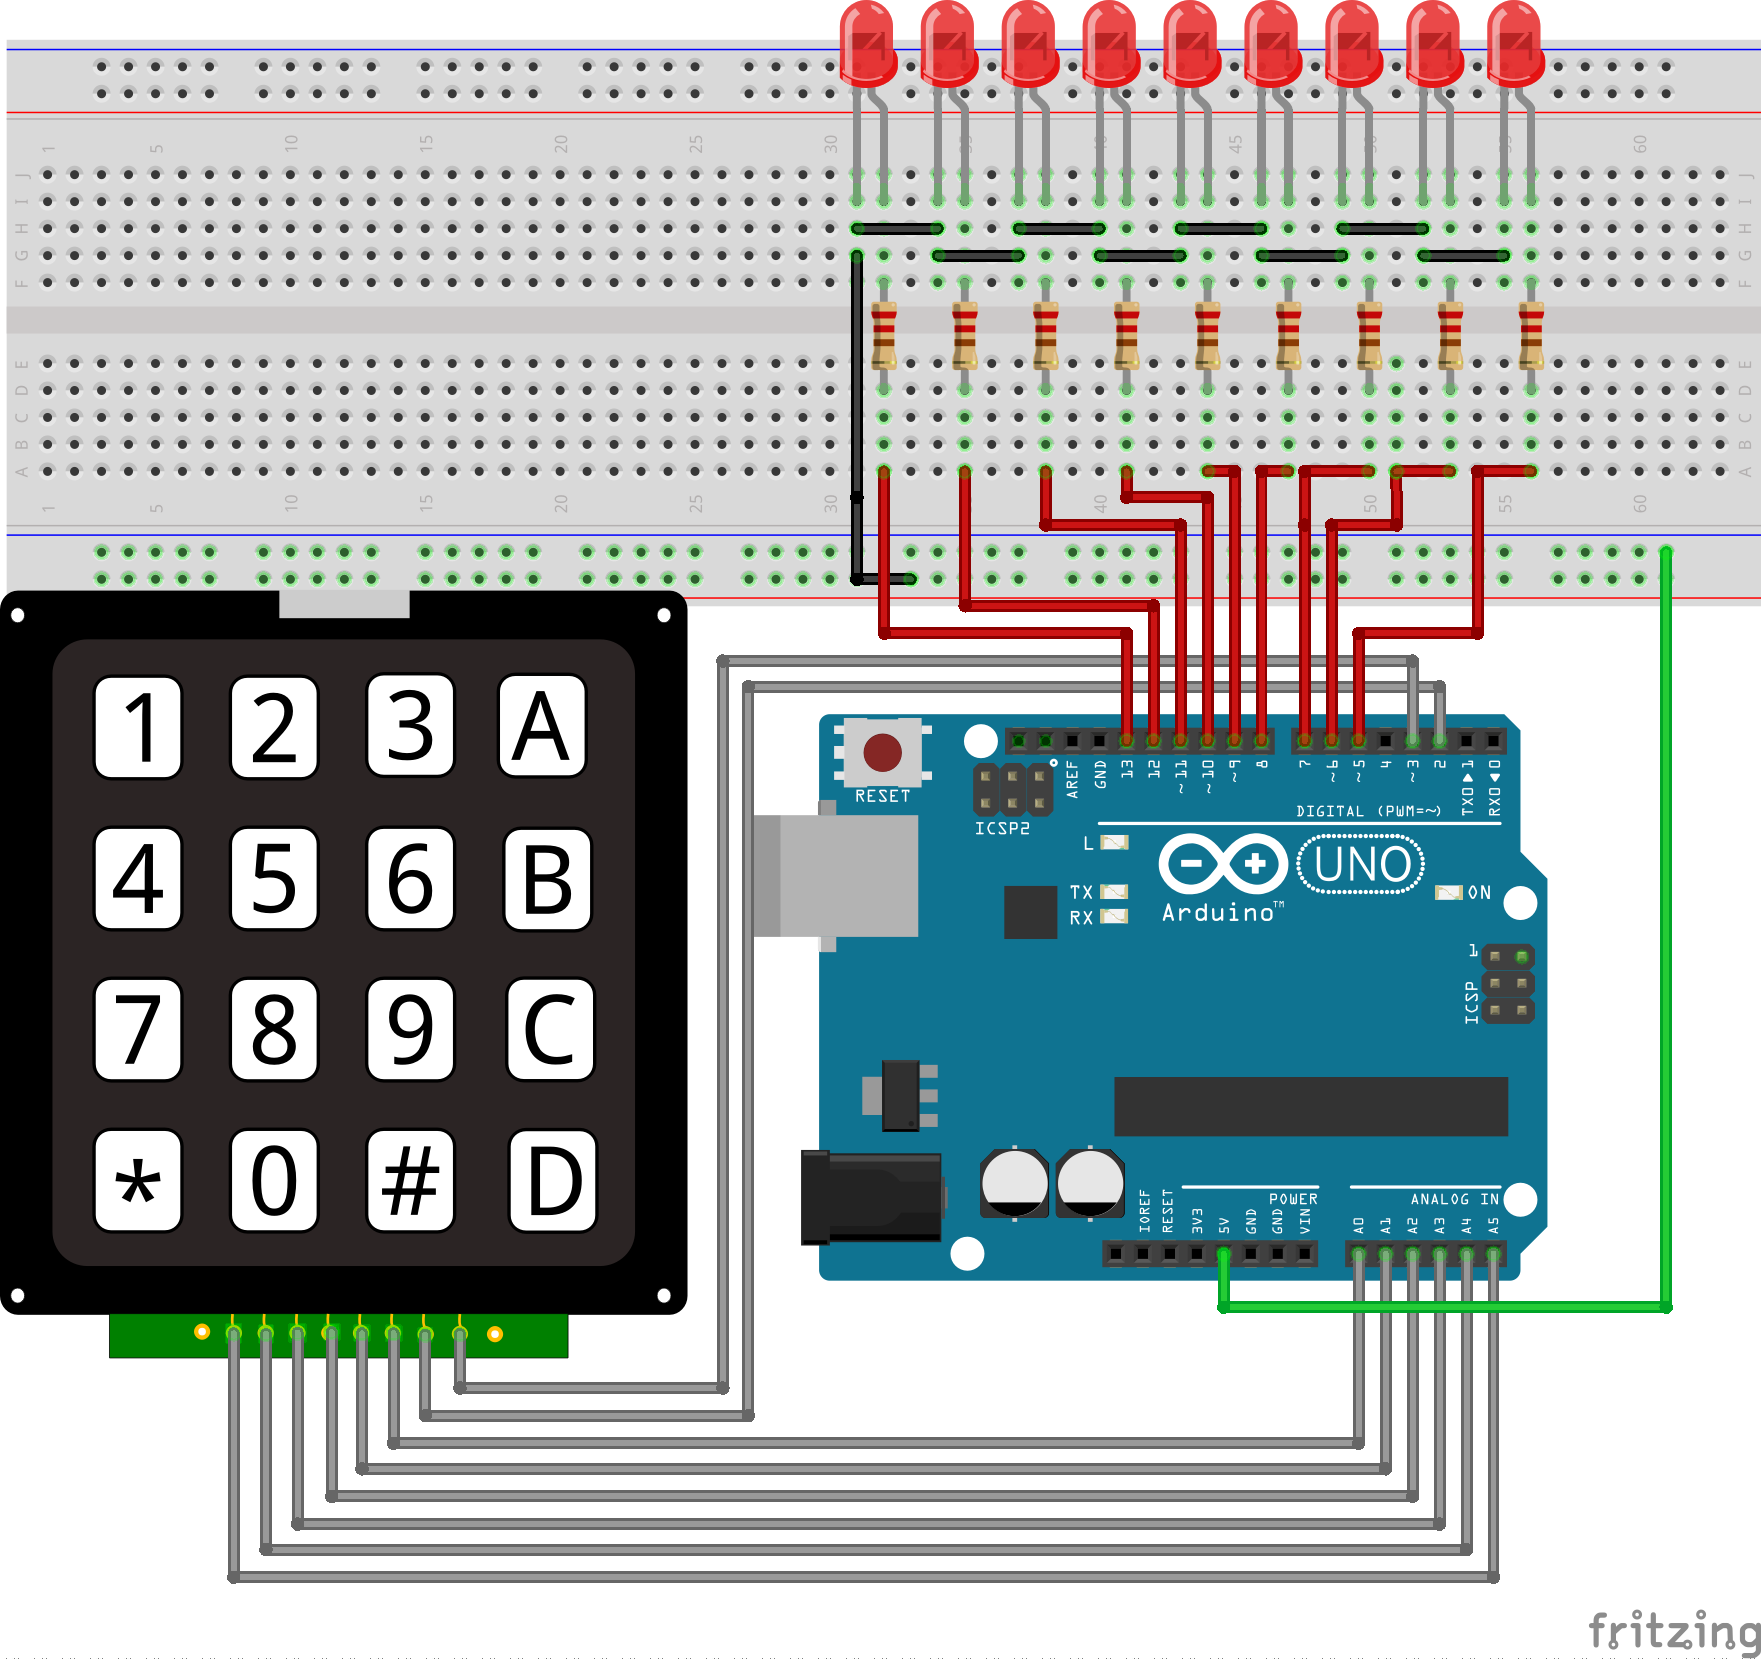 1 5 10 15 20 25 30 35 40 45 50 55 60
J J
I I
H H
G G
F F
E E
D D
C C
B B
A A
1 5 10 15 20 25 30 40 50 55 60
1 2 3 A
4 5 6 B
7 8 9 C
* 0 # D
RESET
ICSP2
AREF
GND
13
12
~11
~10
~9
8
7
~6
~5
4
~3
2
TX0▶1
RX0◀0
DIGITAL (PWM=~)
L
TX
RX
Arduino™
UNO
ON
1
ICSP
IOREF
RESET
3V3
5V
GND
GND
VIN
POWER
ANALOG IN
A0
A1
A2
A3
A4
A5
fritzing